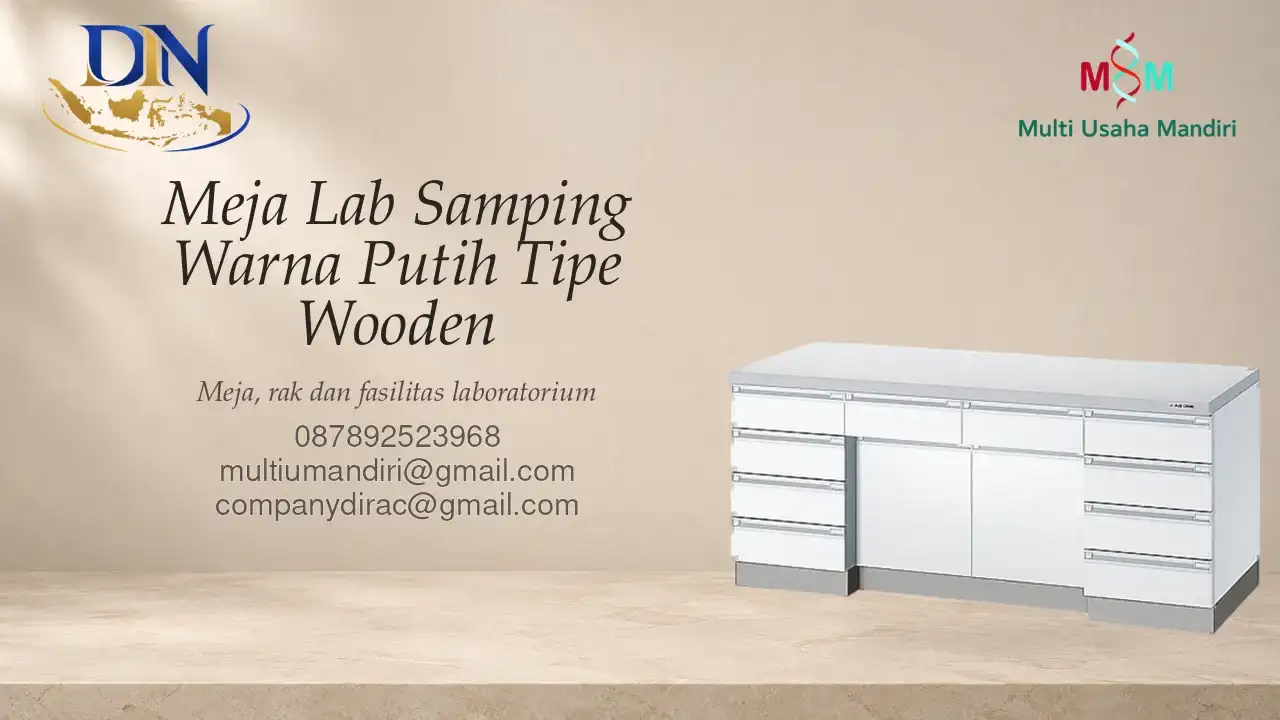 DN
MSM
Multi Usaha Mandiri
Meja Lab Samping
Warna Putih Tipe
Wooden
Meja, rak dan fasilitas laboratorium
087892523968
multiumandiri@gmail.com
companydirac@gmail.com